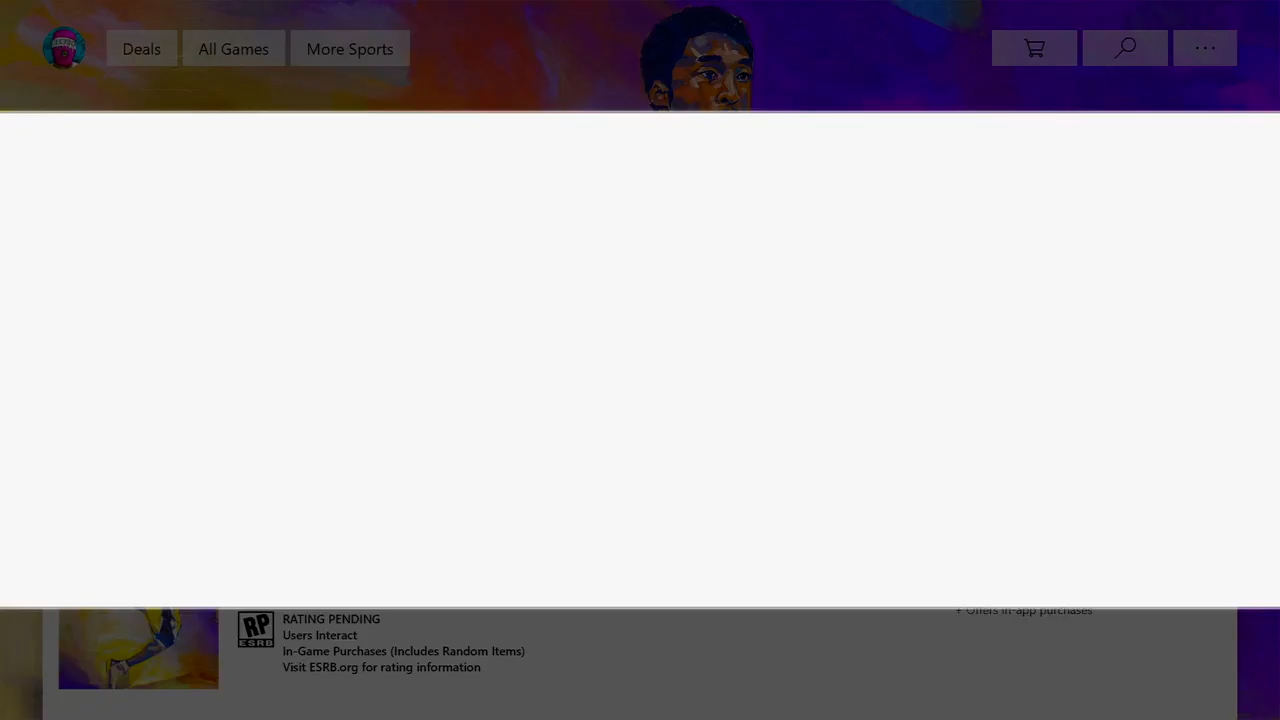 Deals
All Games
More Sports
RP
ESRB
RATING PENDING
Users Interact
In-Game Purchases (Includes Random Items)
Visit ESRB.org for rating information
+ Offers in-app purchases